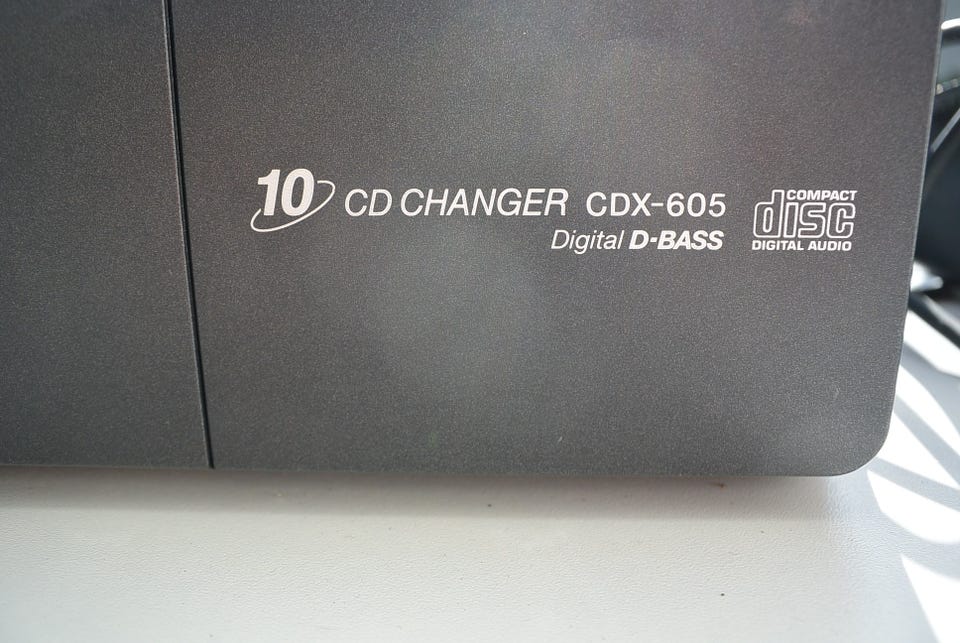 10 CD CHANGER CDX-605
Digital D-BASS
COMPACT
disc
DIGITAL AUDIO